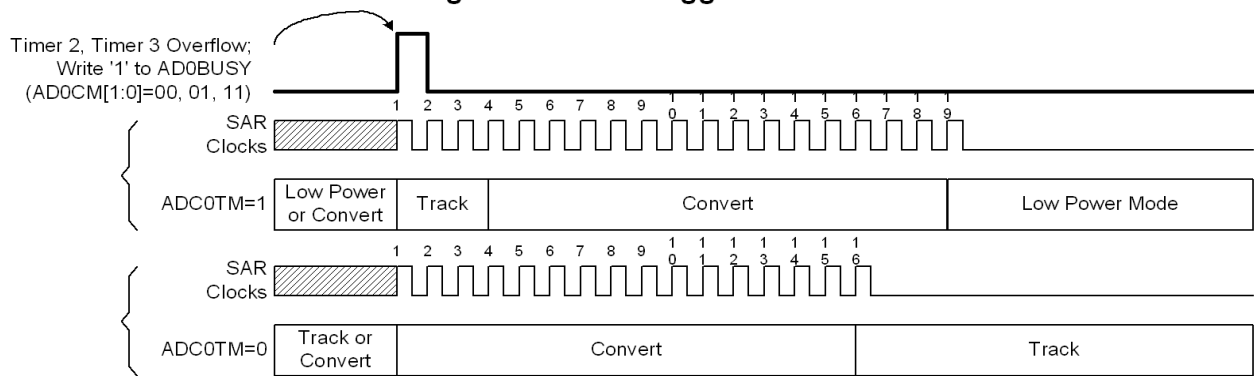 Timer 2, Timer 3 Overflow;
Write '1' to AD0BUSY
(AD0CM[1:0]=00, 01, 11)
1 2 3 4 5 6 7 8 9 10 11 12 13 14 15 16 17 18 19
SAR
Clocks
ADC0TM=1
Low Power
or Convert
Track
Convert
Low Power Mode
1 2 3 4 5 6 7 8 9 10 11 12 13 14 15 16
SAR
Clocks
ADC0TM=0
Track or
Convert
Convert
Track